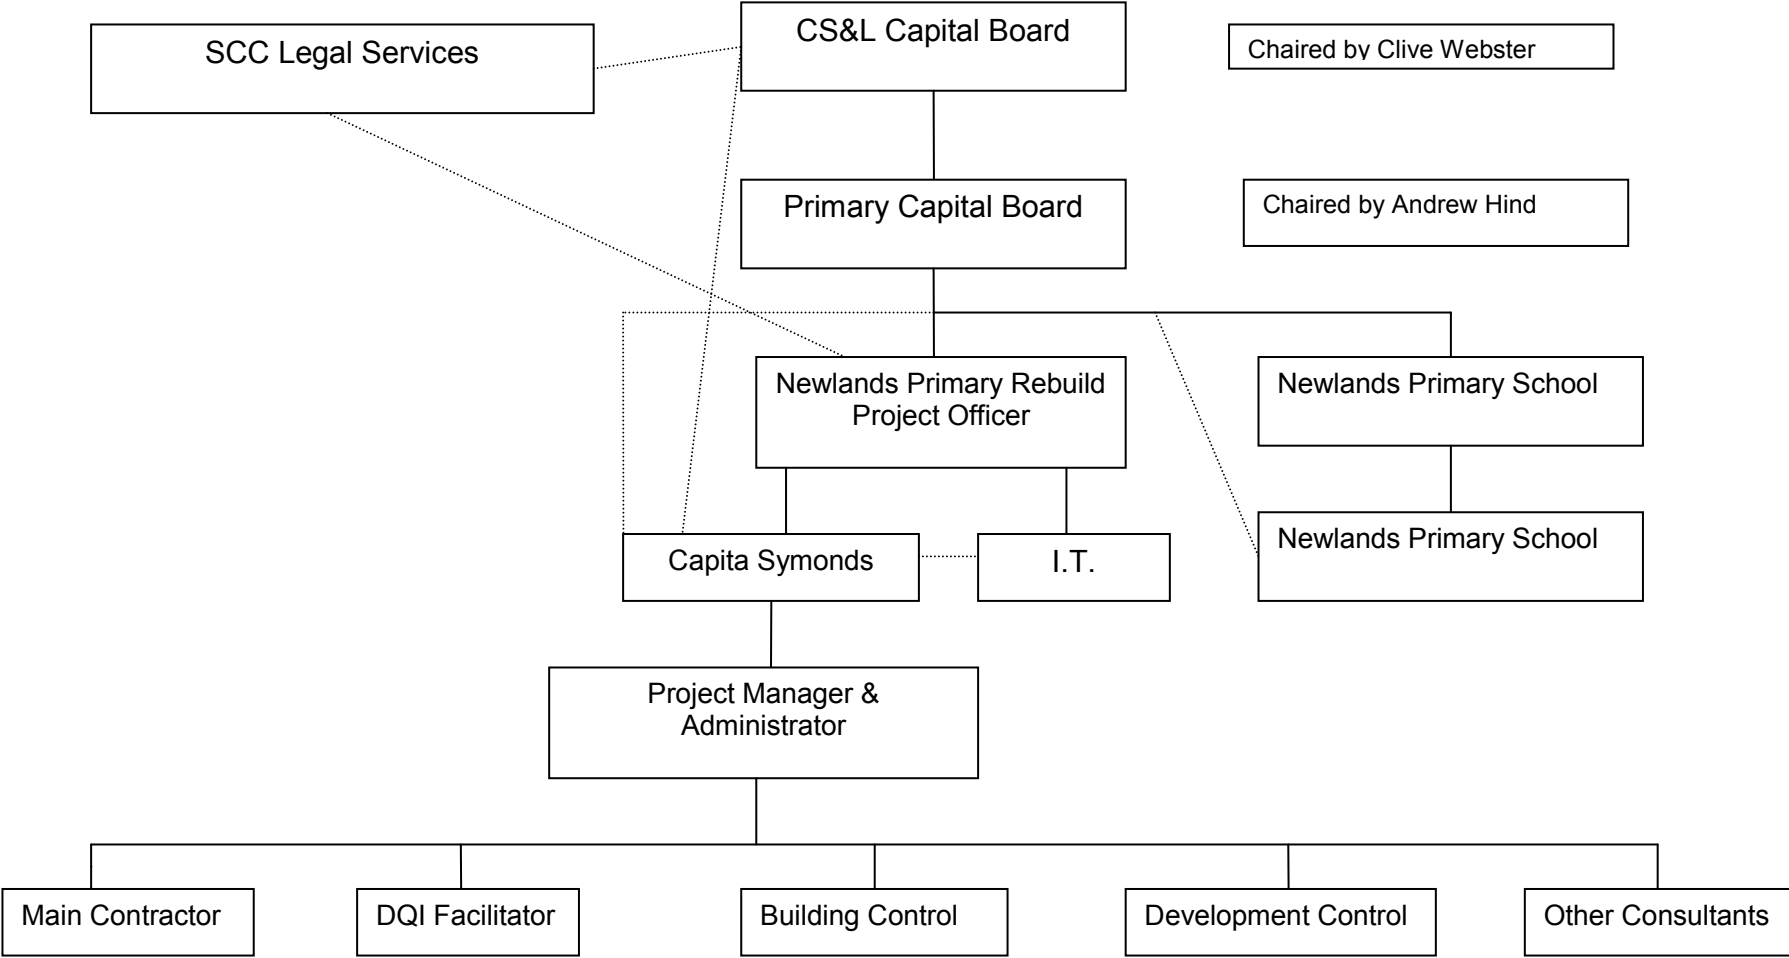 SCC Legal Services
CS&L Capital Board
Chaired by Clive Webster
Primary Capital Board
Chaired by Andrew Hind
Newlands Primary Rebuild
Project Officer
Newlands Primary School
Newlands Primary School
Capita Symonds
I.T.
Project Manager &
Administrator
Main Contractor
DQI Facilitator
Building Control
Development Control
Other Consultants